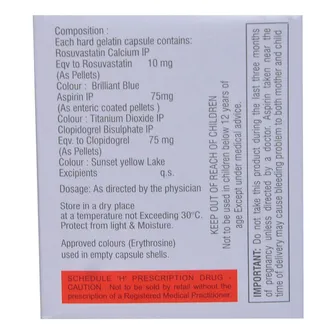 Composition :
Each hard gelatin capsule contains:
Rosuvastatin Calcium IP
Eqv to Rosuvastatin 10 mg
(As Pellets)
Colour : Brilliant Blue
Aspirin IP 75mg
(As enteric coated pellets )
Colour : Titanium Dioxide IP
Clopidogrel Bisulphate IP
Eqv. to Clopidogrel 75 mg
(As Pellets)
Colour : Sunset yellow Lake
Excipients q.s.
Dosage: As directed by the physician
Store in a dry place
at a temperature not Exceeding 30°C.
Protect from light & Moisture.
Approved colours (Erythrosine)
used in empty capsule shells.
SCHEDULE 'H' PRESCRIPTION DRUG -
CAUTION . Not to be sold by retail without the
prescription of a Registered Medical Practitioner.
KEEP OUT OF REACH OF CHILDREN
Not to be used in children below 12 years of
age Except under medical advice.
IMPORTANT: Do not take this product during the last three months
of pregnancy unless directed by a doctor. Aspirin taken near the
time of delivery may cause bleeding problem to both mother and child.